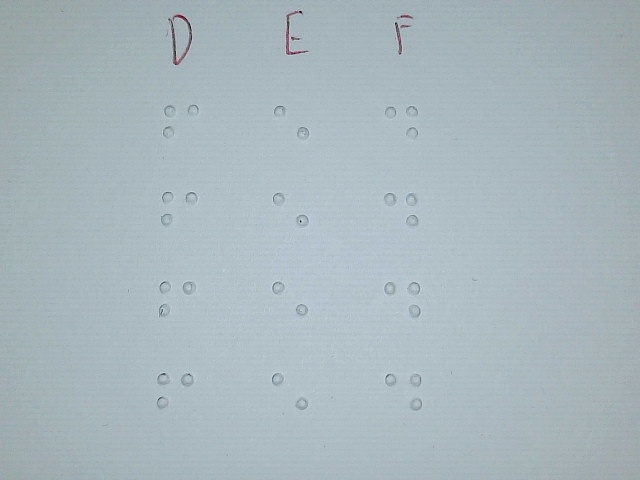 D E F
⠋ ⠑ ⠙
⠋ ⠑ ⠙
⠋ ⠑ ⠙
⠋ ⠑ ⠙